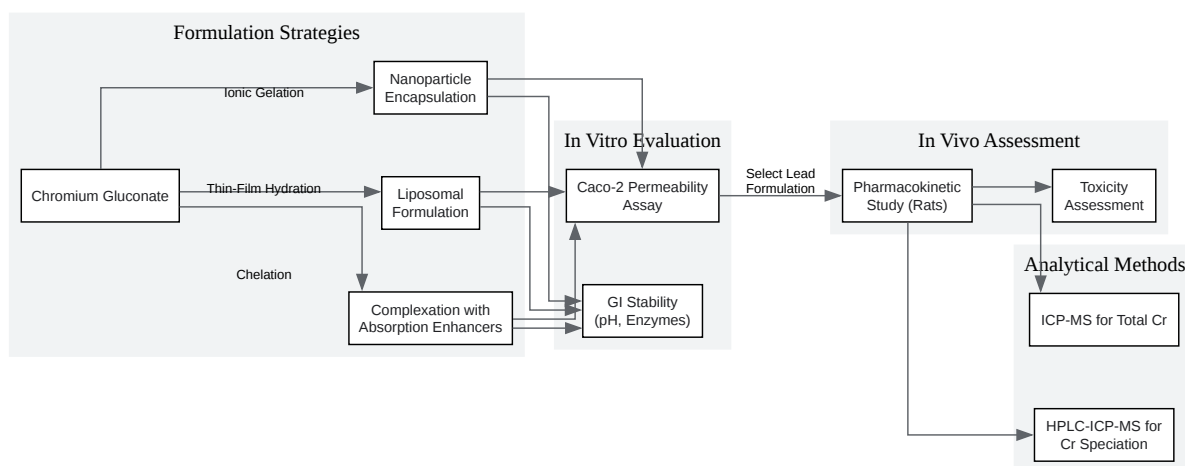 Formulation Strategies
Ionic Gelation
Nanoparticle
Encapsulation
Chromium Gluconate
Thin-Film Hydration
Liposomal
Formulation
Chelation
Complexation with
Absorption Enhancers
In Vitro Evaluation
Caco-2 Permeability
Assay
GI Stability
(pH, Enzymes)
Select Lead
Formulation
In Vivo Assessment
Pharmacokinetic
Study (Rats)
Toxicity
Assessment
Analytical Methods
ICP-MS for Total Cr
HPLC-ICP-MS for
Cr Speciation